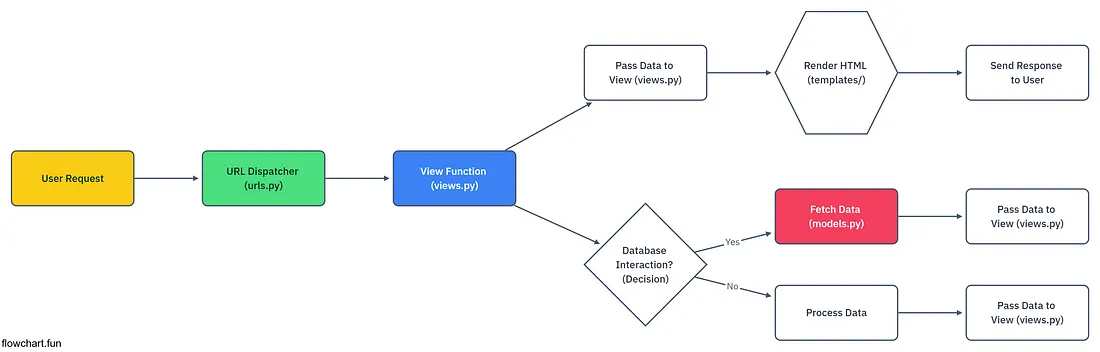 Pass Data to
View (views.py)
Render HTML
(templates/)
Send Response
to User
User Request
URL Dispatcher
(urls.py)
View Function
(views.py)
Database
Interaction?
(Decision)
Yes
Fetch Data
(models.py)
Pass Data to
View (views.py)
No
Process Data
Pass Data to
View (views.py)
flowchart.fun